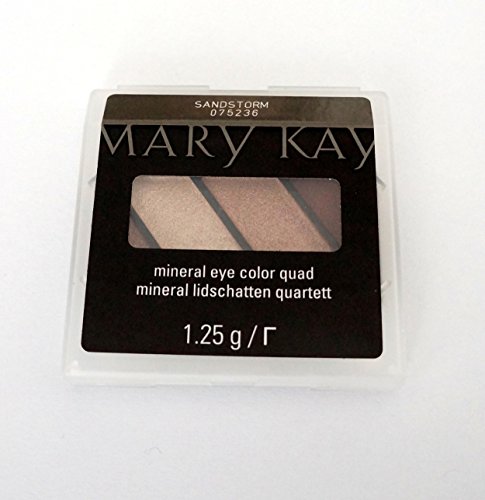 SANDSTORM
075236
MARY KAY
mineral eye color quad
mineral lidschatten quartett
1.25 g / Г